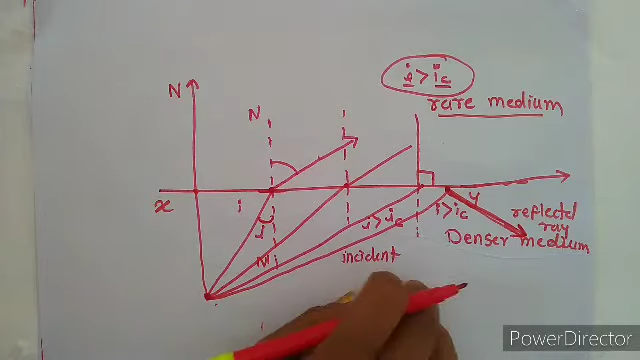 i > ic
N
rare medium
N
x
i
i > ic
y
i > ic
reflected
ray
Denser medium
i
N
incident
PowerDirector